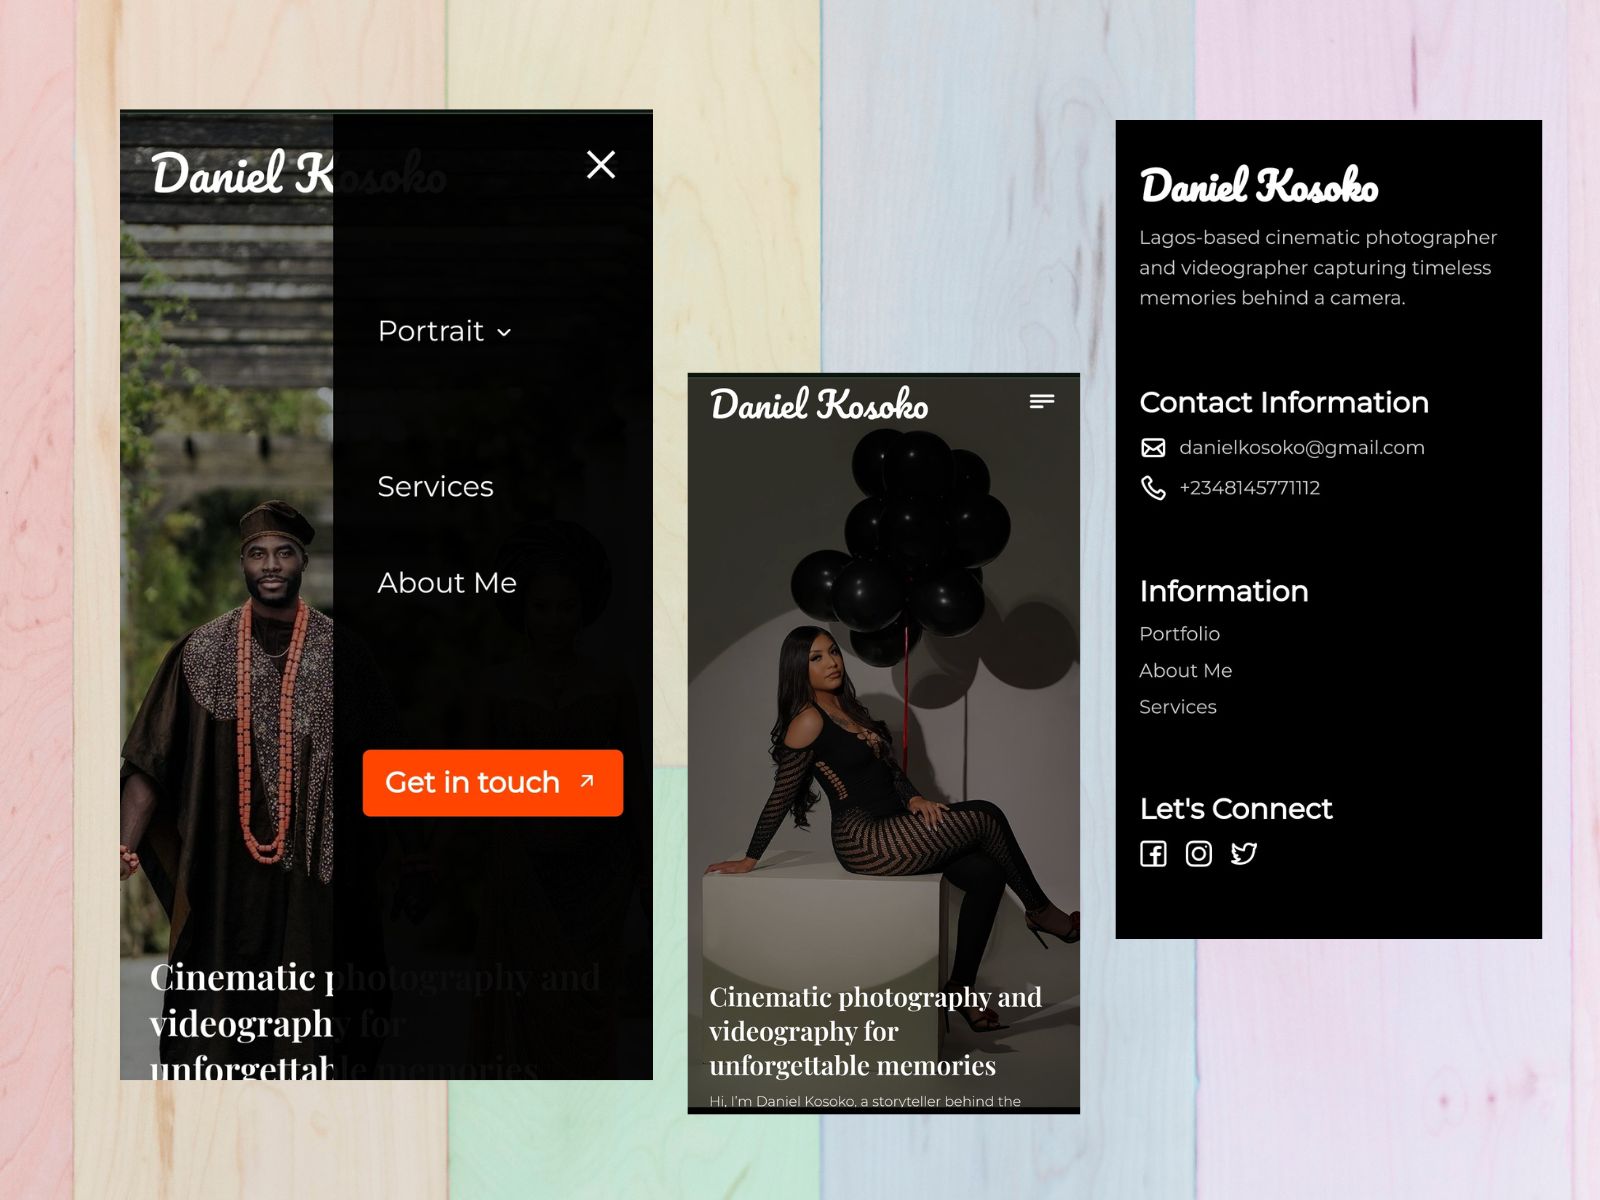 Daniel Kosoko
Portrait
Services
About Me
Get in touch
Cinematic photography and
videography for
unforgettable memories
Daniel Kosoko
Cinematic photography and
videography for
unforgettable memories
Hi, I'm Daniel Kosoko, a storyteller behind the
Daniel Kosoko
Lagos-based cinematic photographer
and videographer capturing timeless
memories behind a camera.
Contact Information
danielkosoko@gmail.com
+2348145771112
Information
Portfolio
About Me
Services
Let's Connect